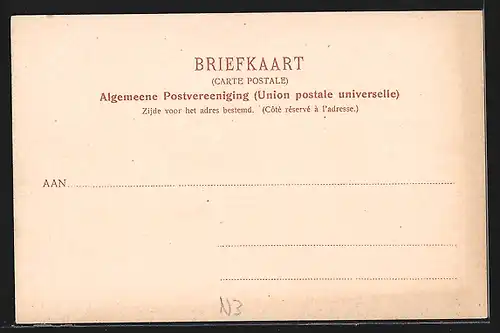 BRIEFKAART
(CARTE POSTALE)
Algemeene Postvereeniging (Union postale universelle)
Zijde voor het adres bestemd. (Côté réservé à l'adresse.)
AAN
N3